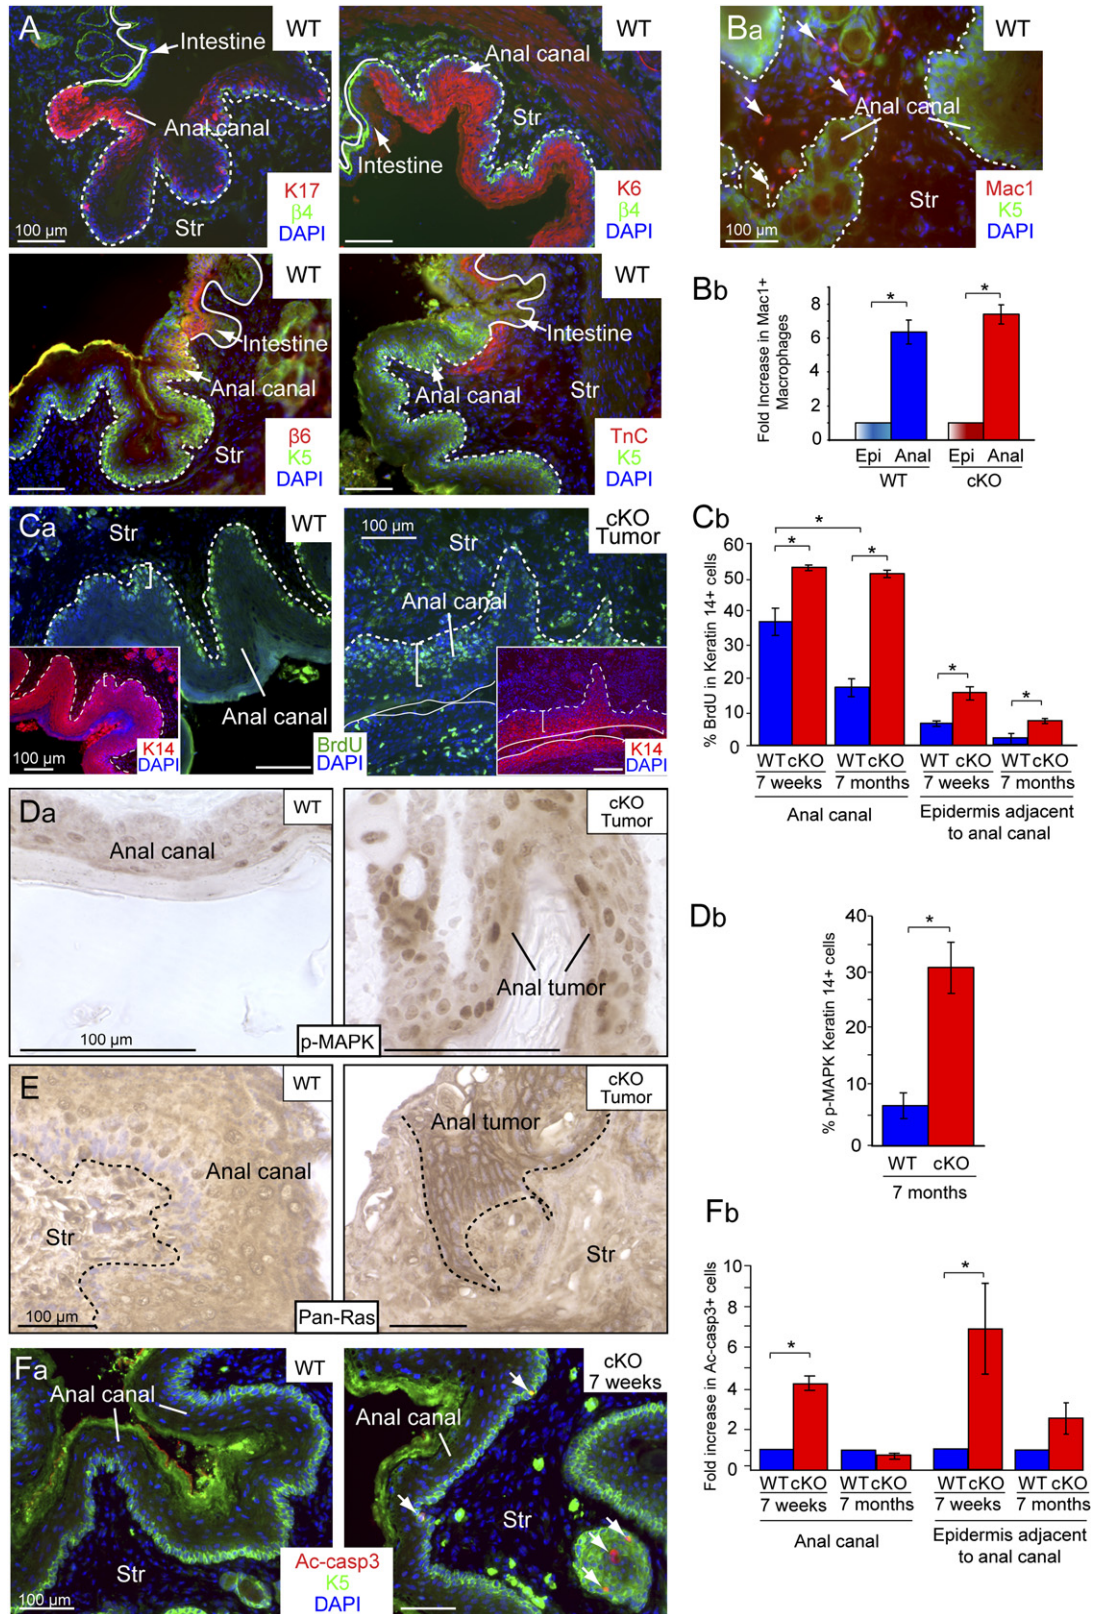 A
WT
Intestine
Anal canal
Str
K17
β4
DAPI
100 µm
WT
Anal canal
Str
Intestine
K6
β4
DAPI
WT
Intestine
Anal canal
Str
β6
K5
DAPI
WT
Intestine
Anal canal
Str
TnC
K5
DAPI
Ba
WT
Anal canal
Str
Mac1
K5
DAPI
100 µm
Bb
Fold Increase in Mac1+
Macrophages
8
6
4
2
0
* *
Epi Anal Epi Anal
WT cKO
Ca
WT
Str
Anal canal
100 µm
K14
DAPI
BrdU
DAPI
100 µm
cKO
Tumor
Str
Anal canal
K14
DAPI
Cb
% BrdU in Keratin 14+ cells
60
50
40
30
20
10
0
*
* * * *
WT cKO WT cKO WT cKO WT cKO
7 weeks 7 months 7 weeks 7 months
Anal canal
Epidermis adjacent
to anal canal
Da
WT
Anal canal
100 µm
p-MAPK
cKO
Tumor
Anal tumor
Db
% p-MAPK Keratin 14+ cells
40
30
20
10
0
*
WT cKO
7 months
E
WT
Anal canal
Str
100 µm
Pan-Ras
cKO
Tumor
Anal tumor
Str
Fa
WT
Anal canal
Str
100 µm
Ac-casp3
K5
DAPI
cKO
7 weeks
Anal canal
Str
Fb
Fold increase in Ac-casp3+ cells
10
8
6
4
2
0
* *
WT cKO WT cKO WT cKO WT cKO
7 weeks 7 months 7 weeks 7 months
Anal canal
Epidermis adjacent
to anal canal